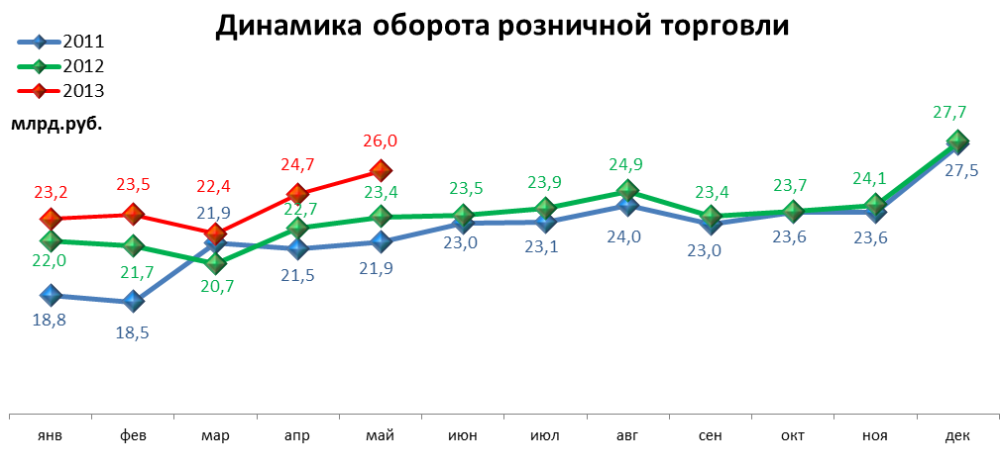 Динамика оборота розничной торговли
2011
2012
2013
млрд.руб.
23,2 23,5 22,4 24,7 26,0
22,0 21,7 20,7 22,7 23,4 23,5 23,9 24,9 23,4 23,7 24,1 27,7
18,8 18,5 21,9 21,5 21,9 23,0 23,1 24,0 23,0 23,6 23,6 27,5
янв фев мар апр май июн июл авг сен окт ноя дек